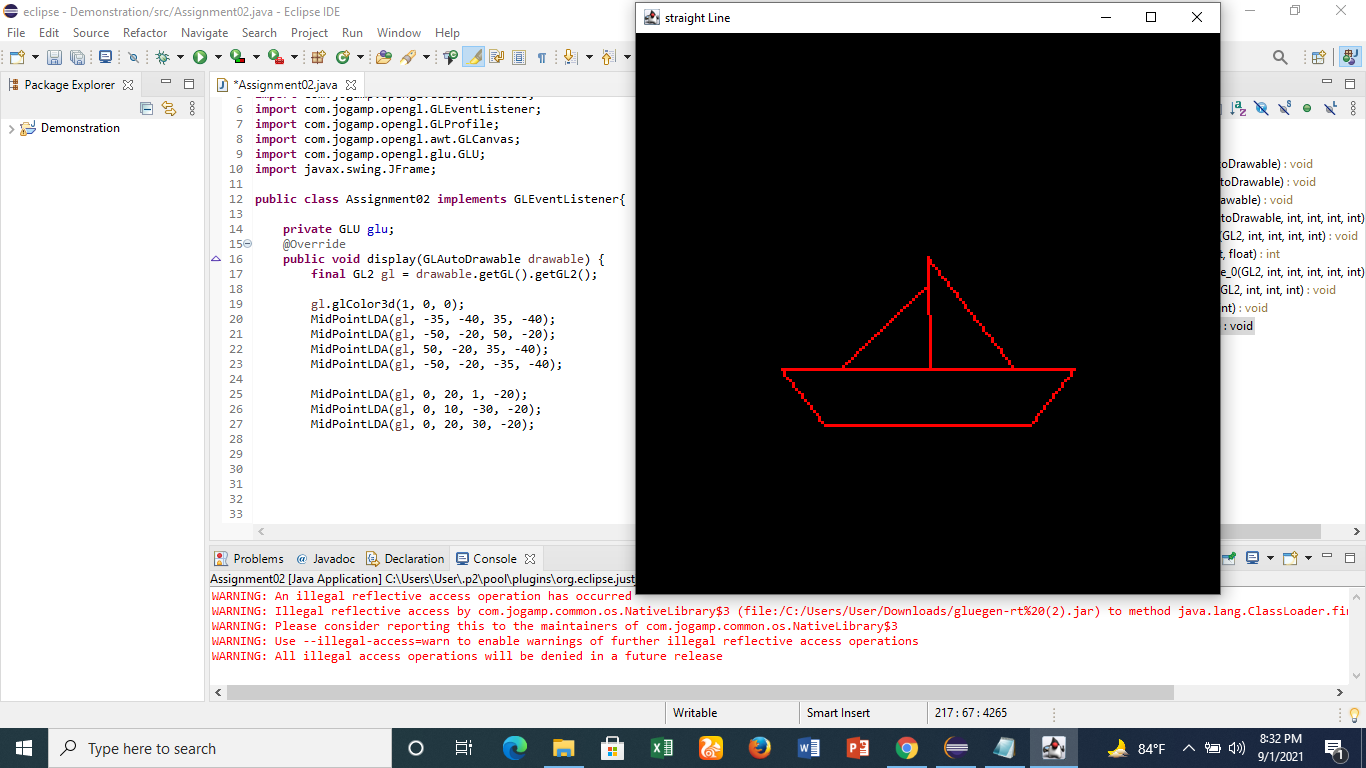 eclipse - Demonstration/src/Assignment02.java - Eclipse IDE
straight Line
File Edit Source Refactor Navigate Search Project Run Window Help
Package Explorer
*Assignment02.java
Demonstration
6 import com.jogamp.opengl.GLEventListener;
7 import com.jogamp.opengl.GLProfile;
8 import com.jogamp.opengl.awt.GLCanvas;
9 import com.jogamp.opengl.glu.GLU;
10 import javax.swing.JFrame;
11
12 public class Assignment02 implements GLEventListener{
13
14 private GLU glu;
15 @Override
16 public void display(GLAutoDrawable drawable) {
17 final GL2 gl = drawable.getGL().getGL2();
18
19 gl.glColor3d(1, 0, 0);
20 MidPointLDA(gl, -35, -40, 35, -40);
21 MidPointLDA(gl, -50, -20, 50, -20);
22 MidPointLDA(gl, 50, -20, 35, -40);
23 MidPointLDA(gl, -50, -20, -35, -40);
24
25 MidPointLDA(gl, 0, 20, 1, -20);
26 MidPointLDA(gl, 0, 10, -30, -20);
27 MidPointLDA(gl, 0, 20, 30, -20);
28
29
30
31
32
33
toDrawable) : void
toDrawable) : void
awable) : void
toDrawable, int, int, int, int)
(GL2, int, int, int, int) : void
t, float) : int
e_0(GL2, int, int, int, int, int)
GL2, int, int, int) : void
nt) : void
: void
Problems @ Javadoc Declaration Console
Assignment02 [Java Application] C:\Users\User\.p2\pool\plugins\org.eclipse.just
WARNING: An illegal reflective access operation has occurred
WARNING: Illegal reflective access by com.jogamp.common.os.NativeLibrary$3 (file:/C:/Users/User/Downloads/gluegen-rt%20(2).jar) to method java.lang.ClassLoader.fin
WARNING: Please consider reporting this to the maintainers of com.jogamp.common.os.NativeLibrary$3
WARNING: Use --illegal-access=warn to enable warnings of further illegal reflective access operations
WARNING: All illegal access operations will be denied in a future release
Writable Smart Insert 217 : 67 : 4265
Type here to search
84°F
8:32 PM
9/1/2021
1